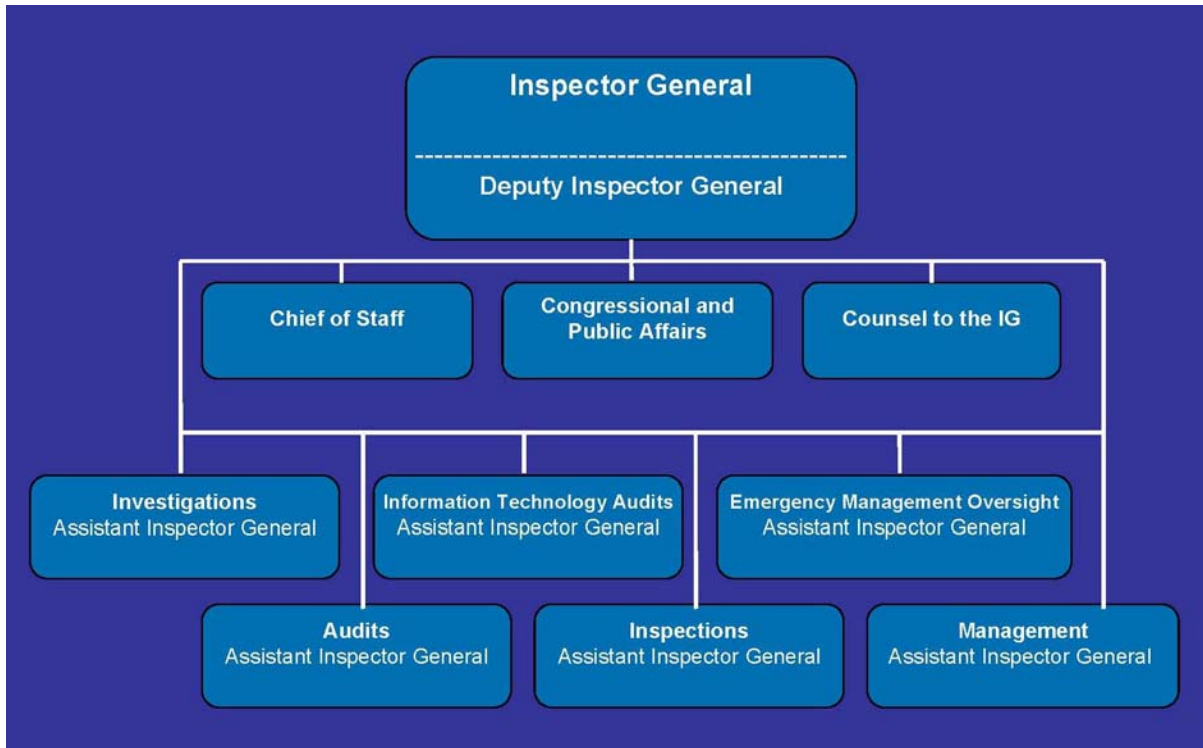 Inspector General
Deputy Inspector General
Chief of Staff
Congressional and
Public Affairs
Counsel to the IG
Investigations
Assistant Inspector General
Information Technology Audits
Assistant Inspector General
Emergency Management Oversight
Assistant Inspector General
Audits
Assistant Inspector General
Inspections
Assistant Inspector General
Management
Assistant Inspector General